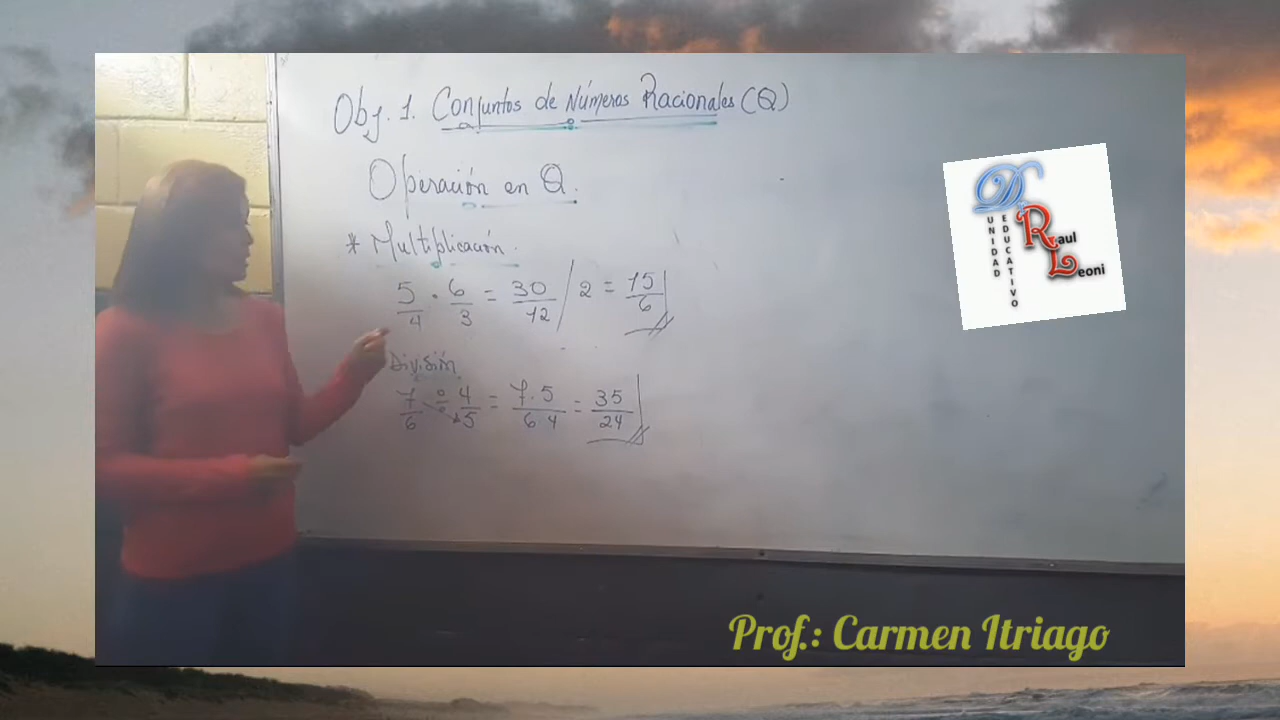 Obj. 1. Conjuntos de Números Racionales (Q)
Operación en Q.
* Multiplicación.
5/4 . 6/3 = 30/12 / 2 = 15/6
División
7/6 ÷ 4/5 = 7.5/6.4 = 35/24
D
UNIDAD
EDUCATIVO
Raul
Leoni
Prof.: Carmen Itriago